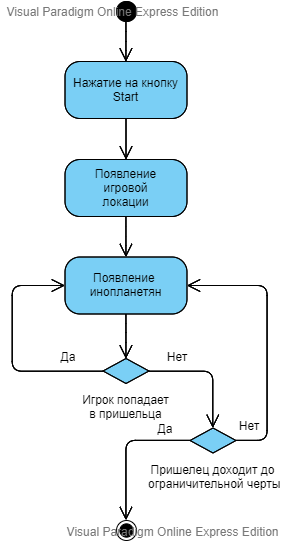 Visual Paradigm Online Express Edition
Нажатие на кнопку
Start
Появление
игровой
локации
Появление
инопланетян
Да
Нет
Игрок попадает
в пришельца
Да
Нет
Пришелец доходит до
ограничительной черты
Visual Paradigm Online Express Edition